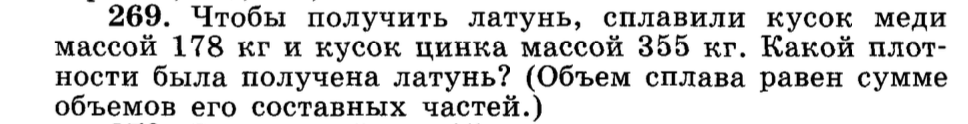 269. Чтобы получить латунь, сплавили кусок меди
массой 178 кг и кусок цинка массой 355 кг. Какой плот-
ности была получена латунь? (Объем сплава равен сумме
объемов его составных частей.)